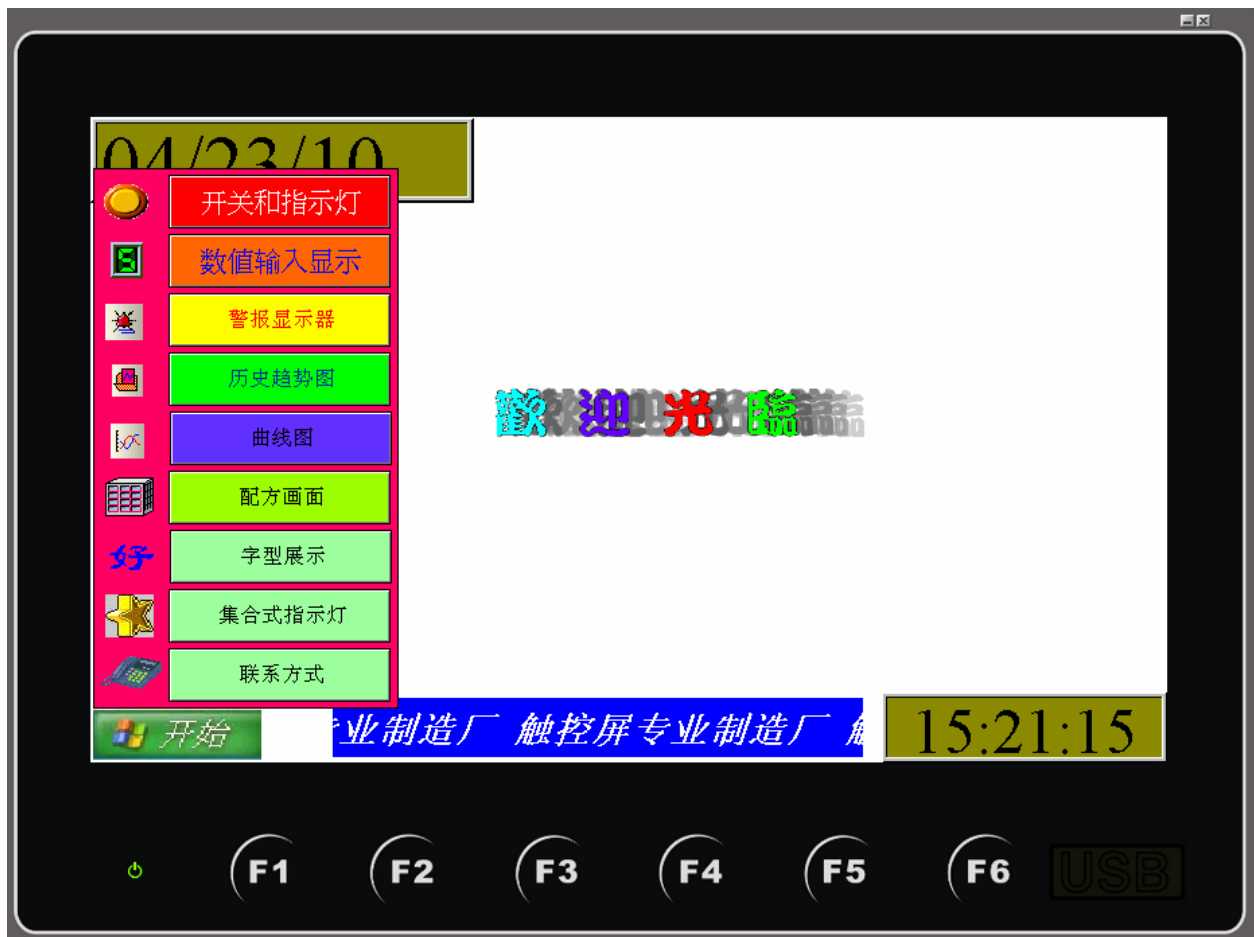 04/23/10
开关和指示灯
数值输入显示
警报显示器
历史趋势图
曲线图
配方画面
好 字型展示
集合式指示灯
联系方式
歡迎光臨
开始
业制造厂 触控屏专业制造厂
15:21:15
F1 F2 F3 F4 F5 F6 USB